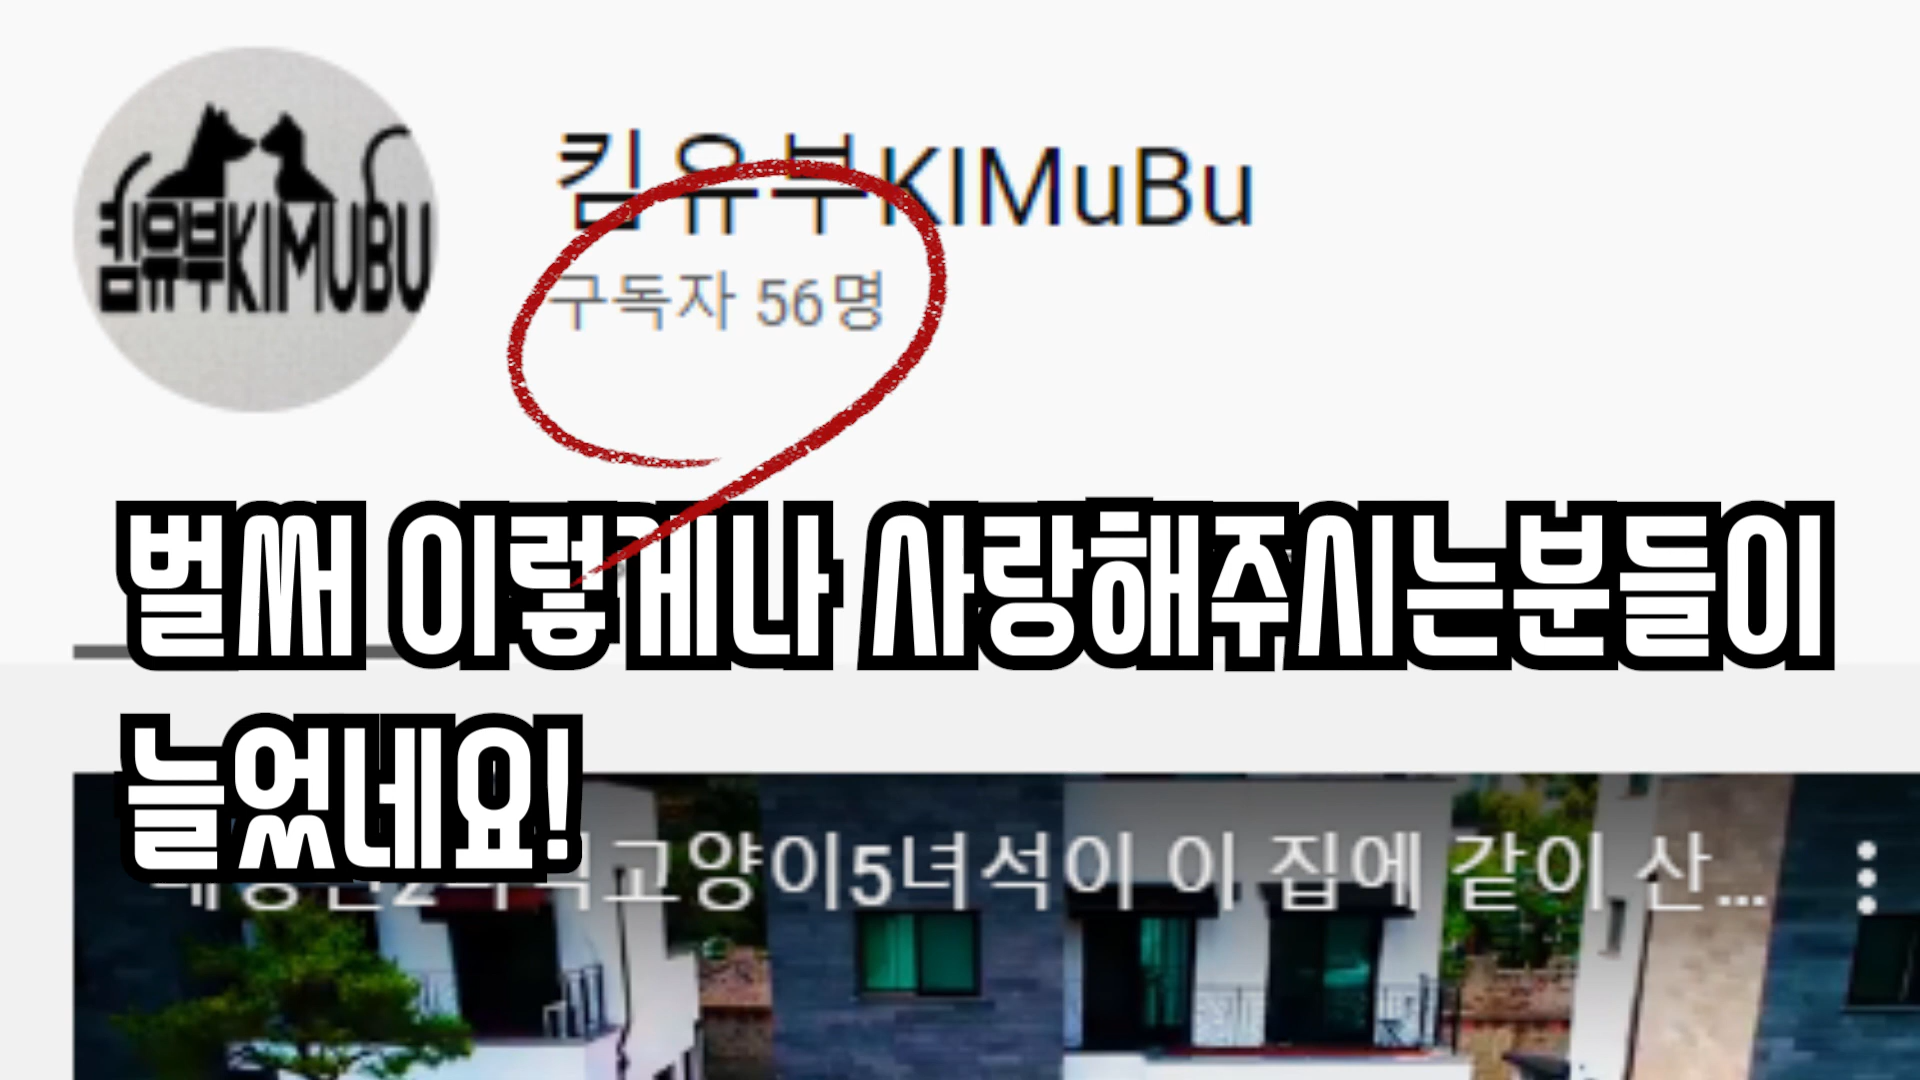 킴유부KIMUBU
킴유부KIMuBu
구독자 56명
벌써 이렇게나 사랑해주시는분들이
늘었네요!
고양이5녀석이 이 집에 같이 산...